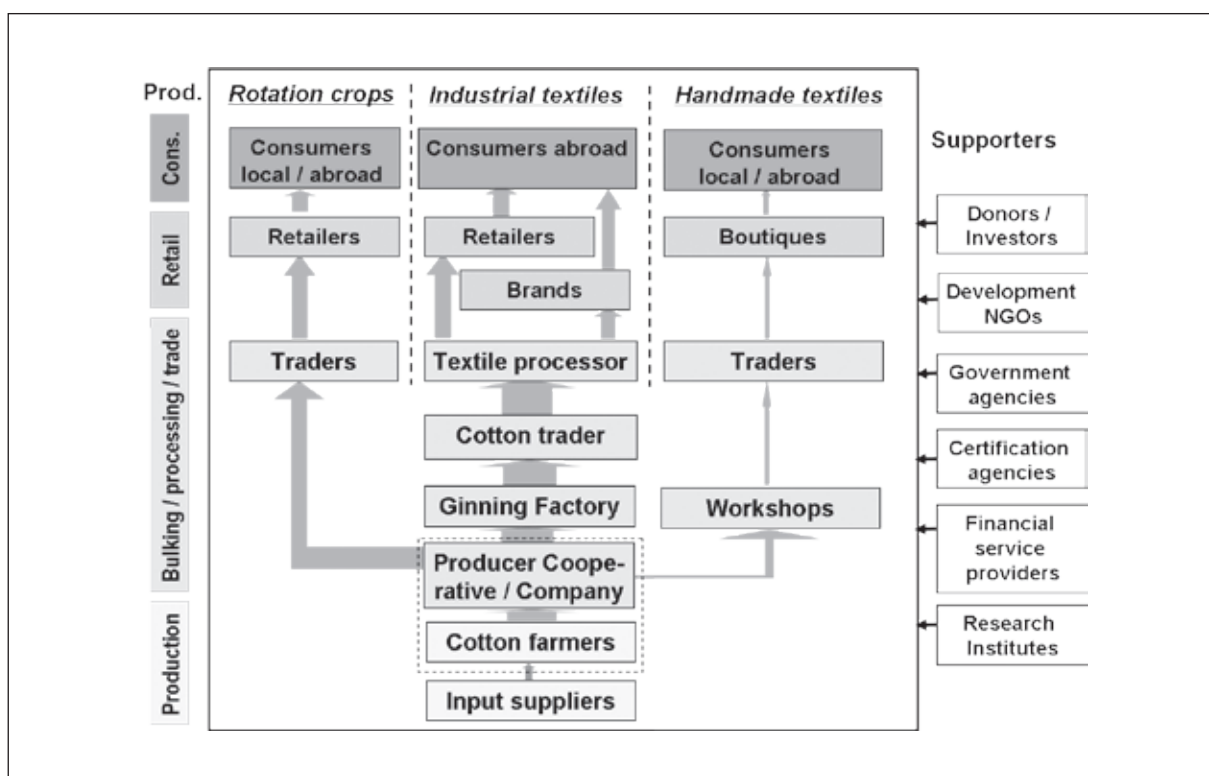 Prod.
Rotation crops
Industrial textiles
Handmade textiles
Cons.
Consumers
local / abroad
Consumers abroad
Consumers
local / abroad
Supporters
Retail
Retailers
Retailers
Boutiques
Donors /
Investors
Brands
Development
NGOs
Bulking / processing / trade
Traders
Textile processor
Traders
Government
agencies
Cotton trader
Certification
agencies
Ginning Factory
Workshops
Financial
service
providers
Producer Coope-
rative / Company
Production
Cotton farmers
Research
Institutes
Input suppliers